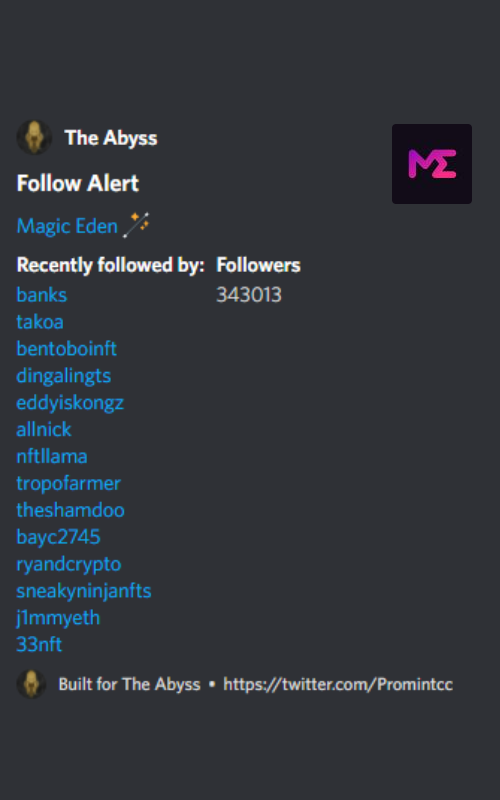 The Abyss
ME
Follow Alert
Magic Eden
Recently followed by: Followers
banks 343013
takoa
bentoboinft
dingalingts
eddyiskongz
allnick
nftllama
tropofarmer
theshamdoo
bayc2745
ryandcrypto
sneakyninjanfts
j1mmyeth
33nft
Built for The Abyss • https://twitter.com/Promintcc